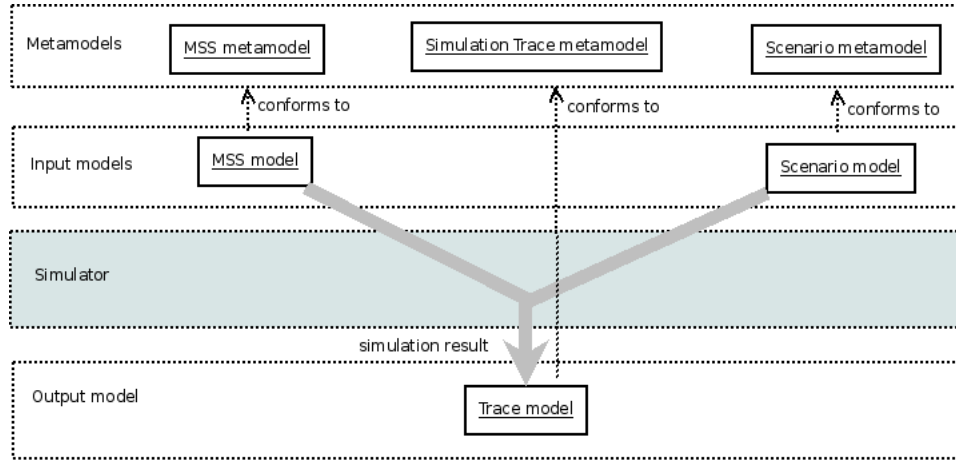 Metamodels
MSS metamodel
Simulation Trace metamodel
Scenario metamodel
conforms to
conforms to
conforms to
Input models
MSS model
Scenario model
Simulator
simulation result
Output model
Trace model